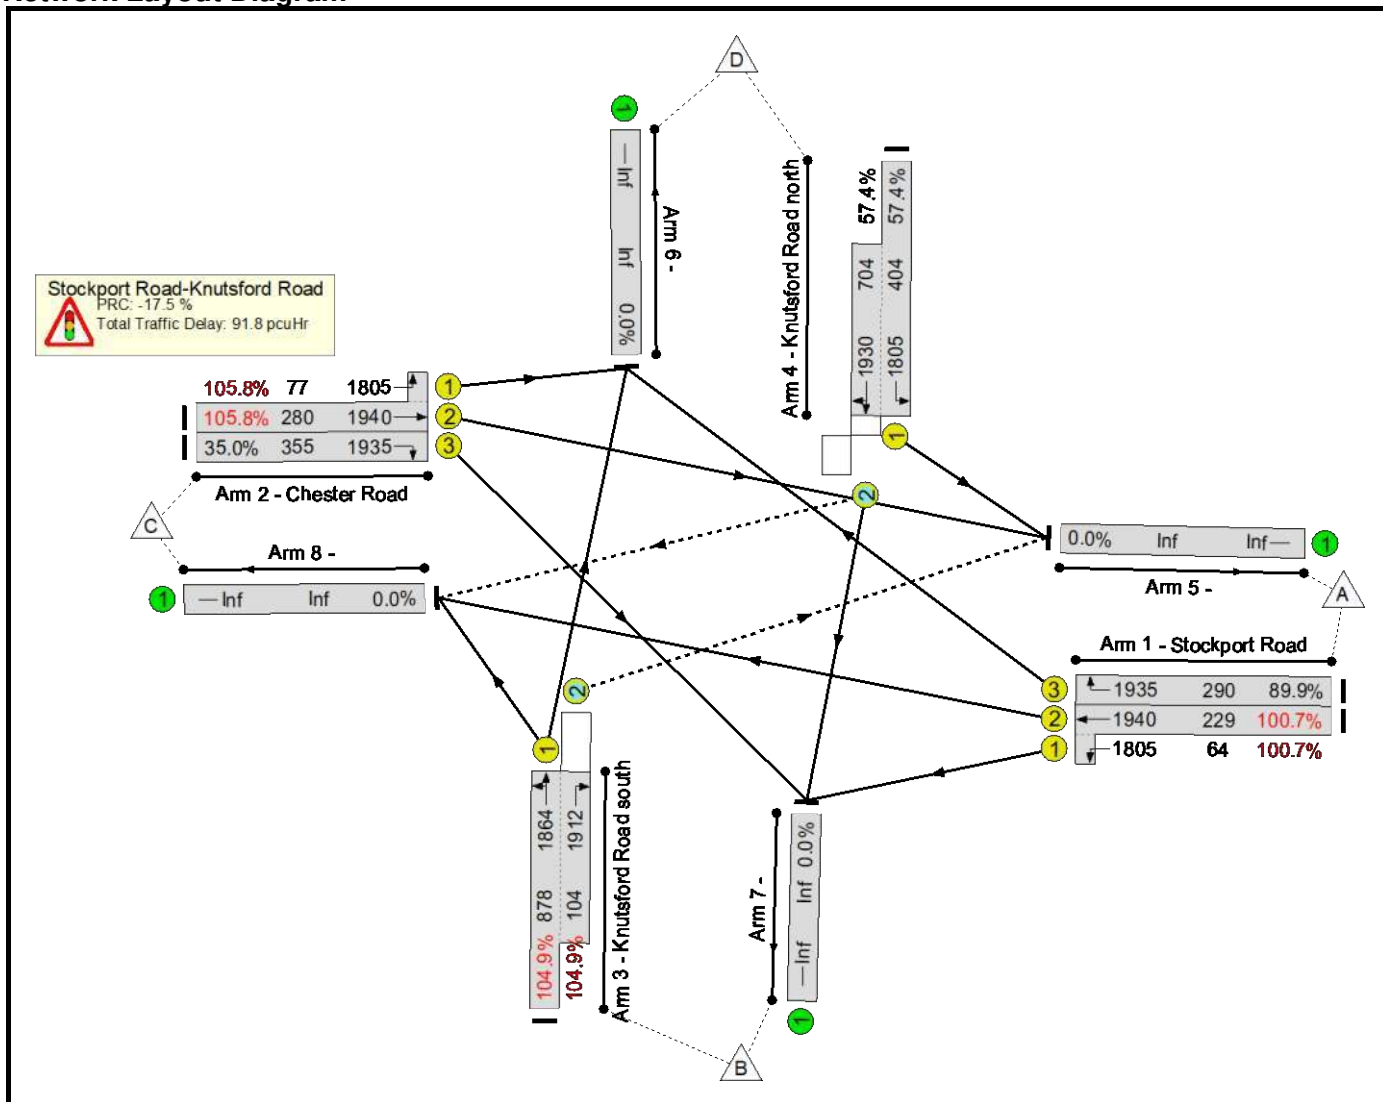 Network Layout Diagram
D
1
—Inf Inf 0.0%
Arm 6 -
Arm 4 - Knutsford Road north
57.4% 704 1930
57.4% 404 1805
1
2
Stockport Road-Knutsford Road
PRC: -17.5 %
Total Traffic Delay: 91.8 pcuHr
105.8% 77 1805 1
105.8% 280 1940 2
35.0% 355 1935 3
Arm 2 - Chester Road
C
Arm 8 -
1 —Inf Inf 0.0%
0.0% Inf Inf— 1
Arm 5 -
A
Arm 1 - Stockport Road
3 1935 290 89.9%
2 1940 229 100.7%
1 1805 64 100.7%
2
1
104.9% 878 1864
104.9% 104 1912
Arm 3 - Knutsford Road south
Arm 7 -
—Inf Inf 0.0%
1
B